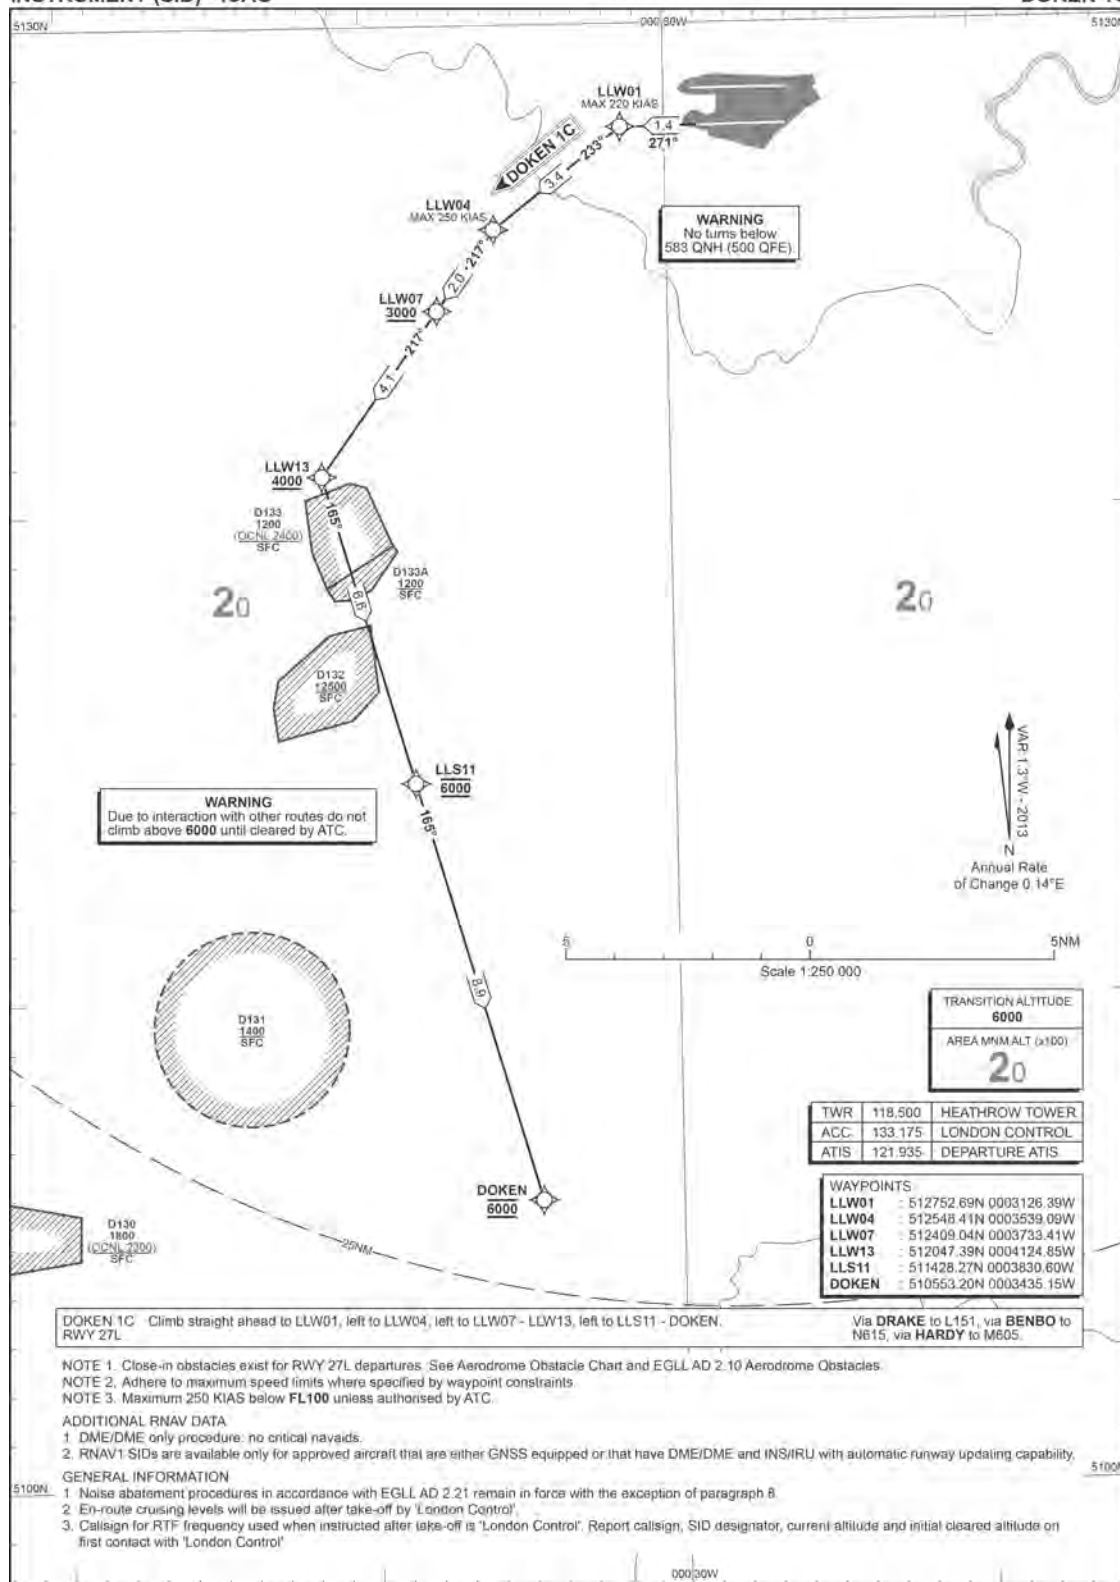 5130N
000 30W
5130N
LLW01
MAX 220 KIAS
1.4
271°
233°
DOKEN 1C
3.4
LLW04
MAX 250 KIAS
217°
2.0
WARNING
No turns below
583 QNH (500 QFE)
LLW07
3000
217°
4.1
LLW13
4000
165°
D133
1200
(OCNL 2400)
SFC
D133A
1200
SFC
6.6
20
20
D132
*2500
SFC
LLS11
6000
165°
WARNING
Due to interaction with other routes do not
climb above 6000 until cleared by ATC.
VAR 1.3°W - 2013
N
Annual Rate
of Change 0.14°E
5 0 5NM
Scale 1:250 000
8.9
D131
1400
SFC
TRANSITION ALTITUDE
6000
AREA MNM ALT (x100)
20
TWR 118.500 HEATHROW TOWER
ACC 133.175 LONDON CONTROL
ATIS 121.935 DEPARTURE ATIS
DOKEN
6000
WAYPOINTS
LLW01 : 512752.69N 0003126.39W
LLW04 : 512548.41N 0003539.09W
LLW07 : 512409.04N 0003733.41W
LLW13 : 512047.39N 0004124.85W
LLS11 : 511428.27N 0003830.60W
DOKEN : 510553.20N 0003435.15W
D130
1800
(OCNL 2300)
SFC
25NM
DOKEN 1C Climb straight ahead to LLW01, left to LLW04, left to LLW07 - LLW13, left to LLS11 - DOKEN. Via DRAKE to L151, via BENBO to
RWY 27L N615, via HARDY to M605.
NOTE 1. Close-in obstacles exist for RWY 27L departures. See Aerodrome Obstacle Chart and EGLL AD 2.10 Aerodrome Obstacles.
NOTE 2. Adhere to maximum speed limits where specified by waypoint constraints.
NOTE 3. Maximum 250 KIAS below FL100 unless authorised by ATC.
ADDITIONAL RNAV DATA
1 DME/DME only procedure: no critical navaids.
2. RNAV1 SIDs are available only for approved aircraft that are either GNSS equipped or that have DME/DME and INS/IRU with automatic runway updating capability.
GENERAL INFORMATION
5100N
1 Noise abatement procedures in accordance with EGLL AD 2.21 remain in force with the exception of paragraph 8.
5100N
2 En-route cruising levels will be issued after take-off by 'London Control'.
3. Callsign for RTF frequency used when instructed after take-off is 'London Control'. Report callsign, SID designator, current altitude and initial cleared altitude on
first contact with 'London Control'
000 30W